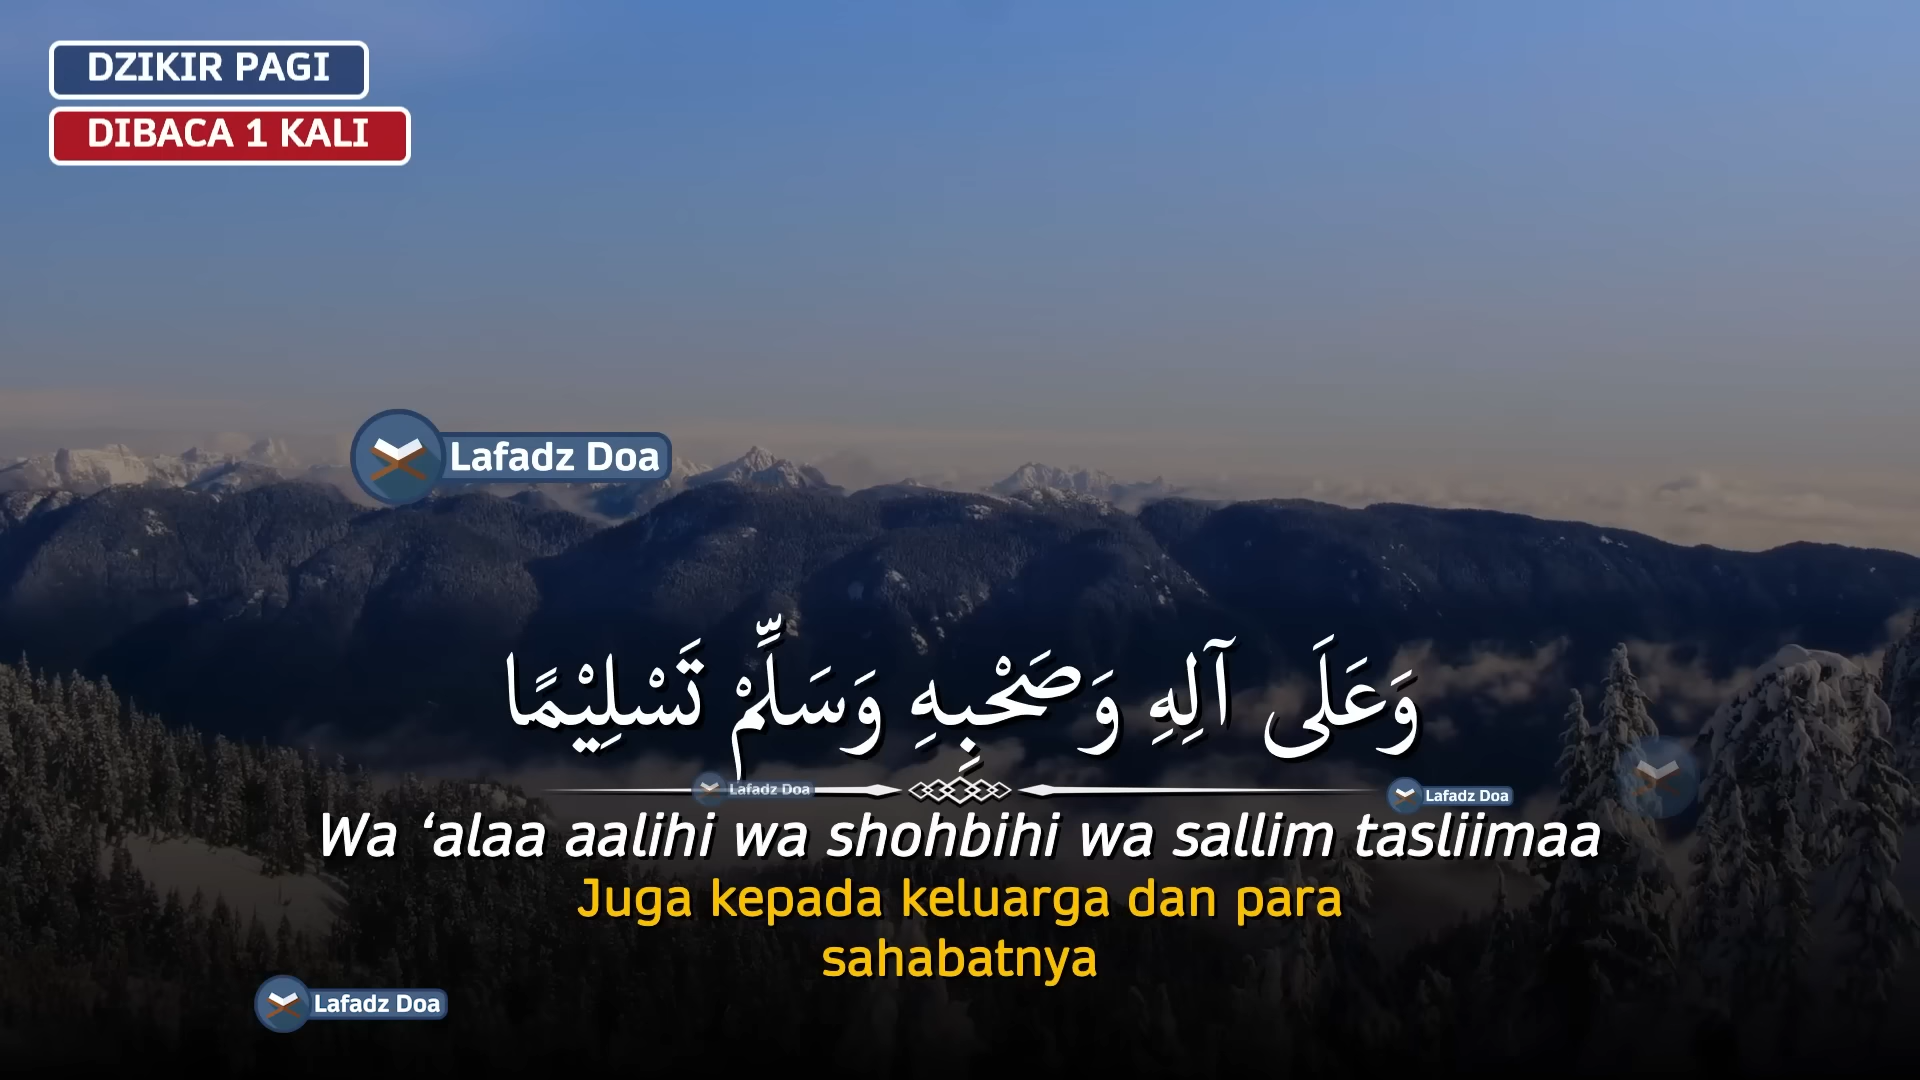 DZIKIR PAGI
DIBACA 1 KALI
Lafadz Doa
وَعَلَى آلِهِ وَصَحْبِهِ وَسَلِّمْ تَسْلِيْمًا
Lafadz Doa
Lafadz Doa
Wa ‘alaa aalihi wa shohbihi wa sallim tasliimaa
Juga kepada keluarga dan para
sahabatnya
Lafadz Doa